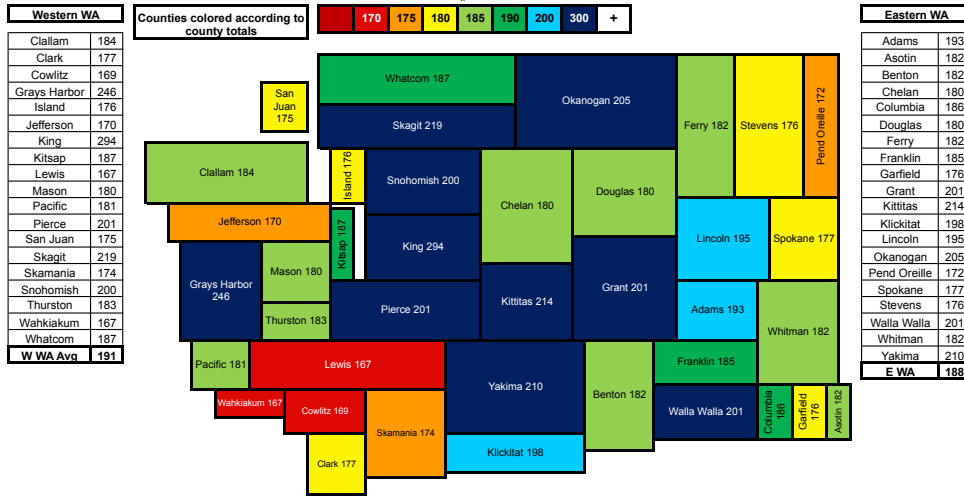 Western WA
Clallam 184
Clark 177
Cowlitz 169
Grays Harbor 246
Island 176
Jefferson 170
King 294
Kitsap 187
Lewis 167
Mason 180
Pacific 181
Pierce 201
San Juan 175
Skagit 219
Skamania 174
Snohomish 200
Thurston 183
Wahkiakum 167
Whatcom 187
W WA Avg 191
Counties colored according to
county totals
170 175 180 185 190 200 300 +
San
Juan
175
Whatcom 187
Skagit 219
Okanogan 205
Ferry 182
Stevens 176
Pend Oreille 172
Clallam 184
Island 176
Snohomish 200
Chelan 180
Douglas 180
Jefferson 170
Kitsap 187
King 294
Lincoln 195
Spokane 177
Grays Harbor
246
Mason 180
Thurston 183
Pierce 201
Kittitas 214
Grant 201
Adams 193
Whitman 182
Pacific 181
Lewis 167
Yakima 210
Benton 182
Franklin 185
Wahkiakum 167
Cowlitz 169
Skamania 174
Walla Walla 201
Columbia
186
Garfield
176
Asotin 182
Clark 177
Klickitat 198
Eastern WA
Adams 193
Asotin 182
Benton 182
Chelan 180
Columbia 186
Douglas 180
Ferry 182
Franklin 185
Garfield 176
Grant 201
Kittitas 214
Klickitat 198
Lincoln 195
Okanogan 205
Pend Oreille 172
Spokane 177
Stevens 176
Walla Walla 201
Whitman 182
Yakima 210
E WA 188